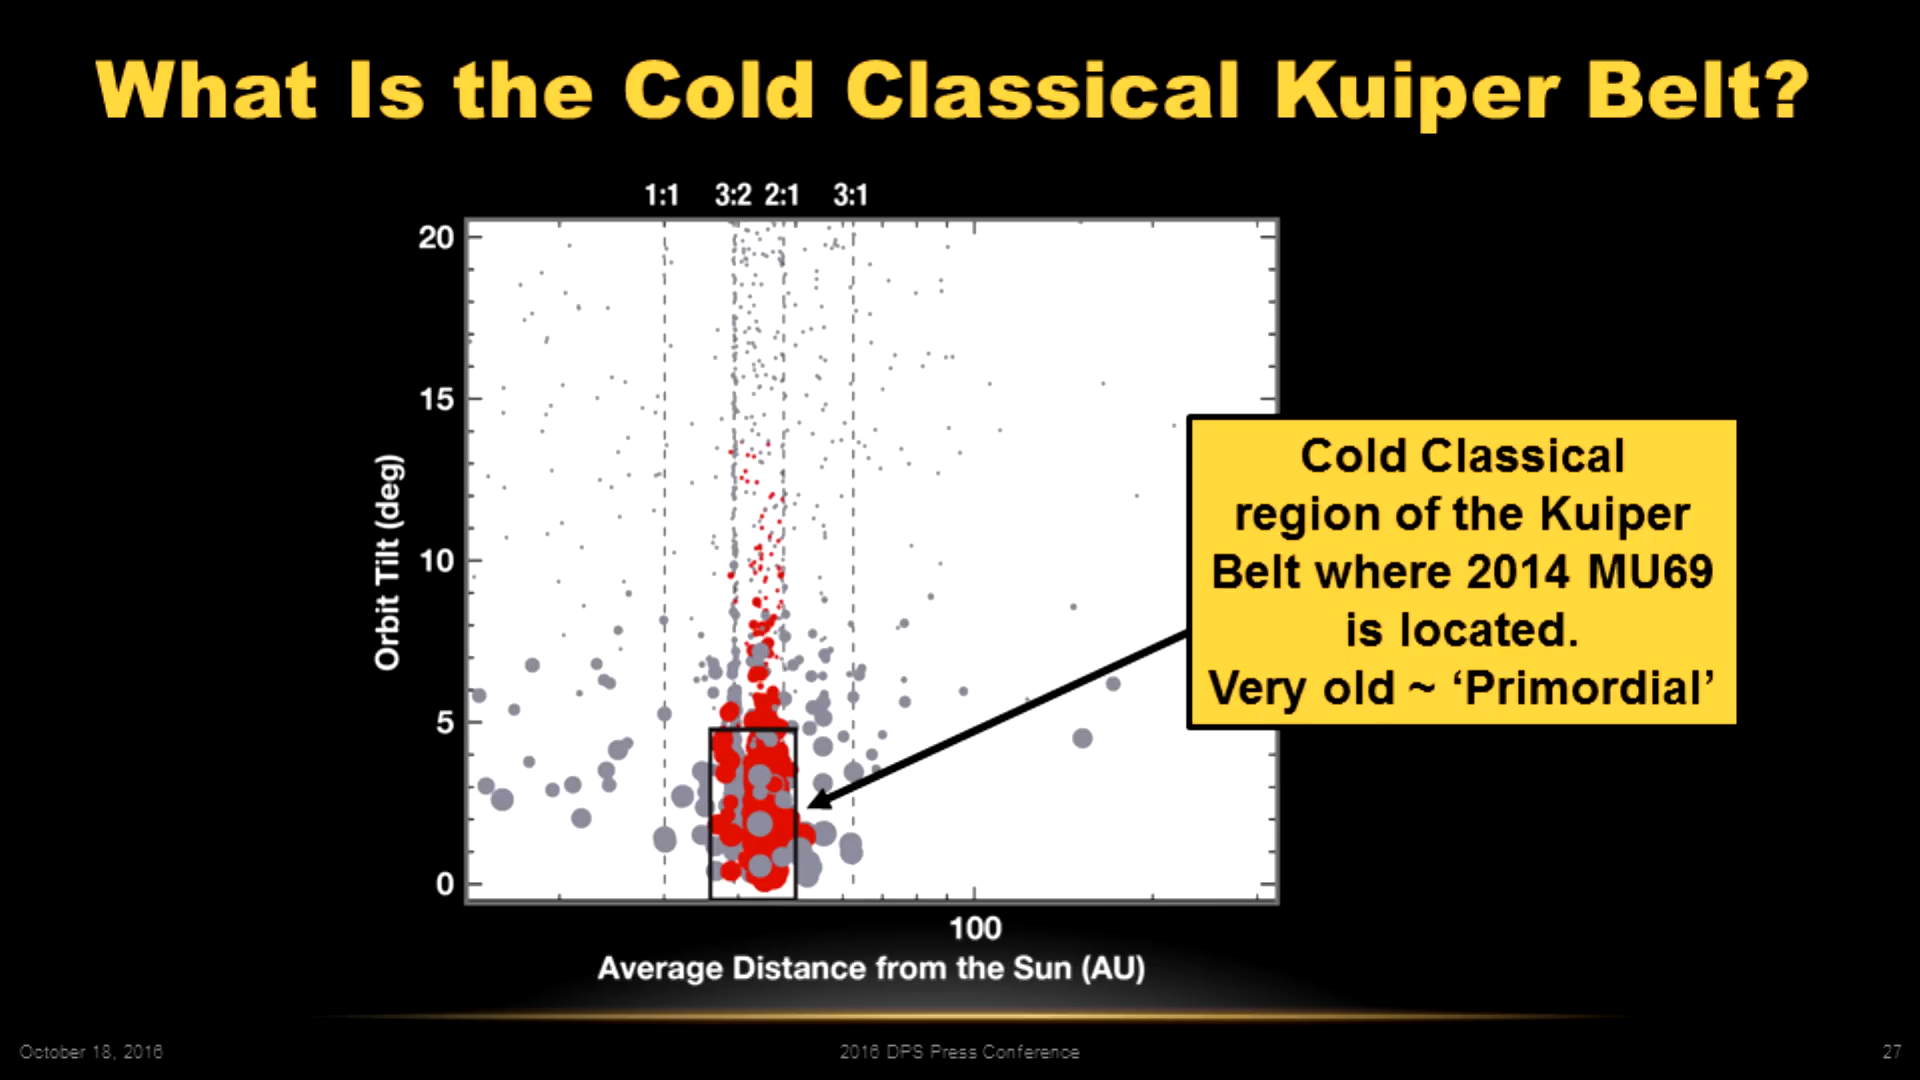 What Is the Cold Classical Kuiper Belt?
1:1 3:2 2:1 3:1
20
15
10
5
0
Orbit Tilt (deg)
100
Average Distance from the Sun (AU)
Cold Classical
region of the Kuiper
Belt where 2014 MU69
is located.
Very old ~ ‘Primordial’
October 18, 2016
2016 DPS Press Conference
27